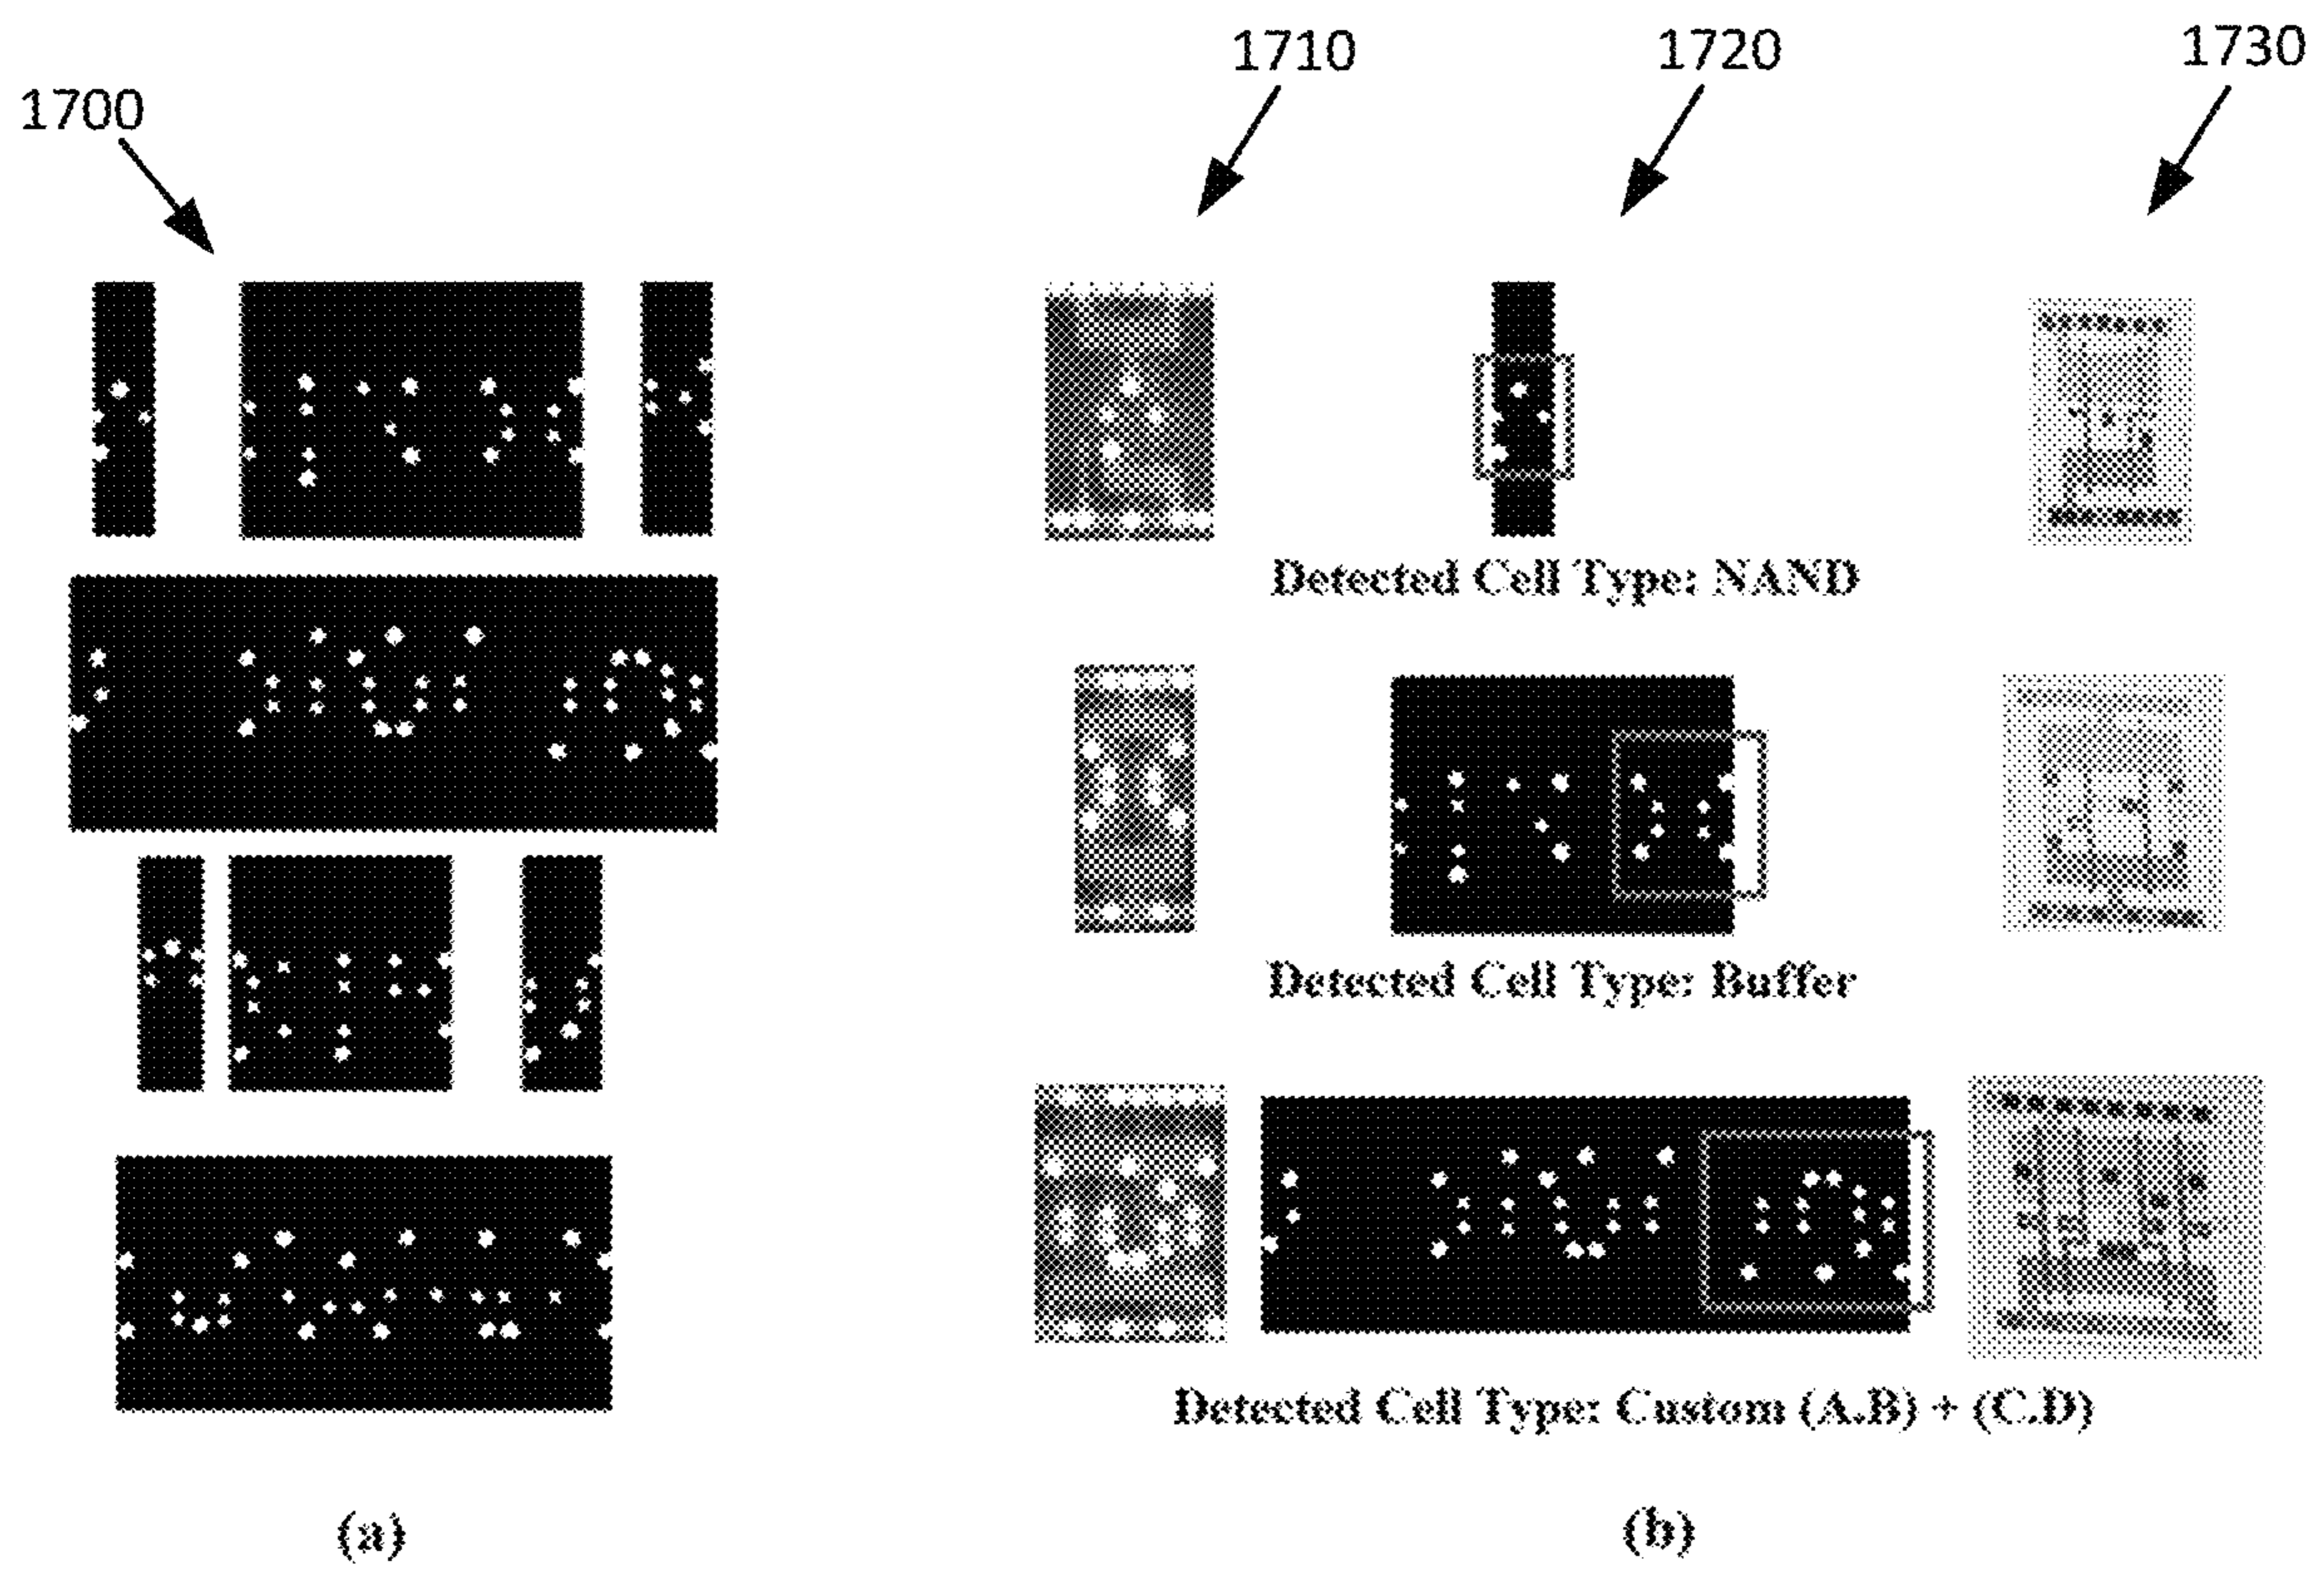 1700
1710
1720
1730
Detected Cell Type: NAND
Detected Cell Type: Buffer
Detected Cell Type: Custom (A.B) + (C.D)
(a)
(b)